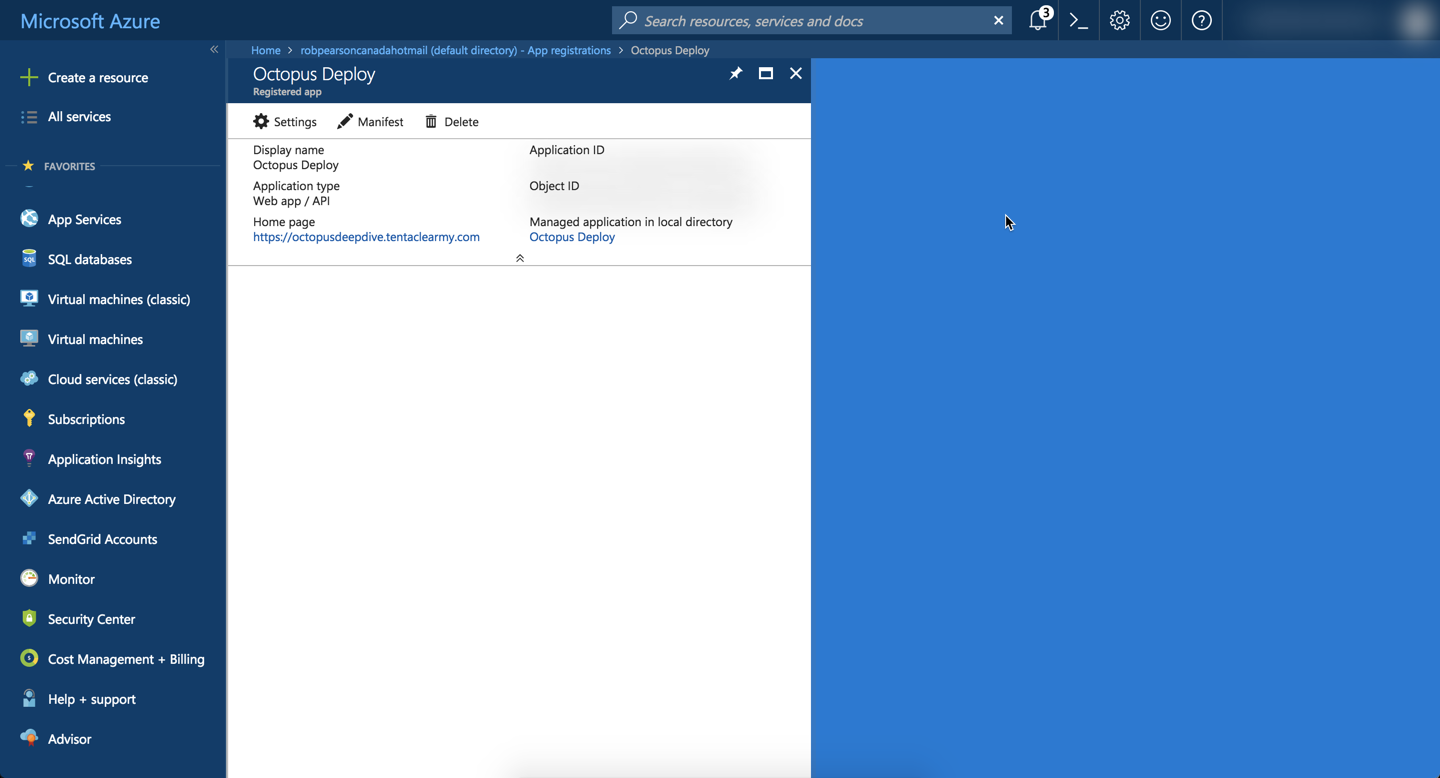 Microsoft Azure
Search resources, services and docs
3
Home > robpearsoncanadahotmail (default directory) - App registrations > Octopus Deploy
Create a resource
All services
FAVORITES
App Services
SQL databases
Virtual machines (classic)
Virtual machines
Cloud services (classic)
Subscriptions
Application Insights
Azure Active Directory
SendGrid Accounts
Monitor
Security Center
Cost Management + Billing
Help + support
Advisor
Octopus Deploy
Registered app
Settings Manifest Delete
Display name
Octopus Deploy
Application type
Web app / API
Home page
https://octopusdeepdive.tentaclearmy.com
Application ID
Object ID
Managed application in local directory
Octopus Deploy